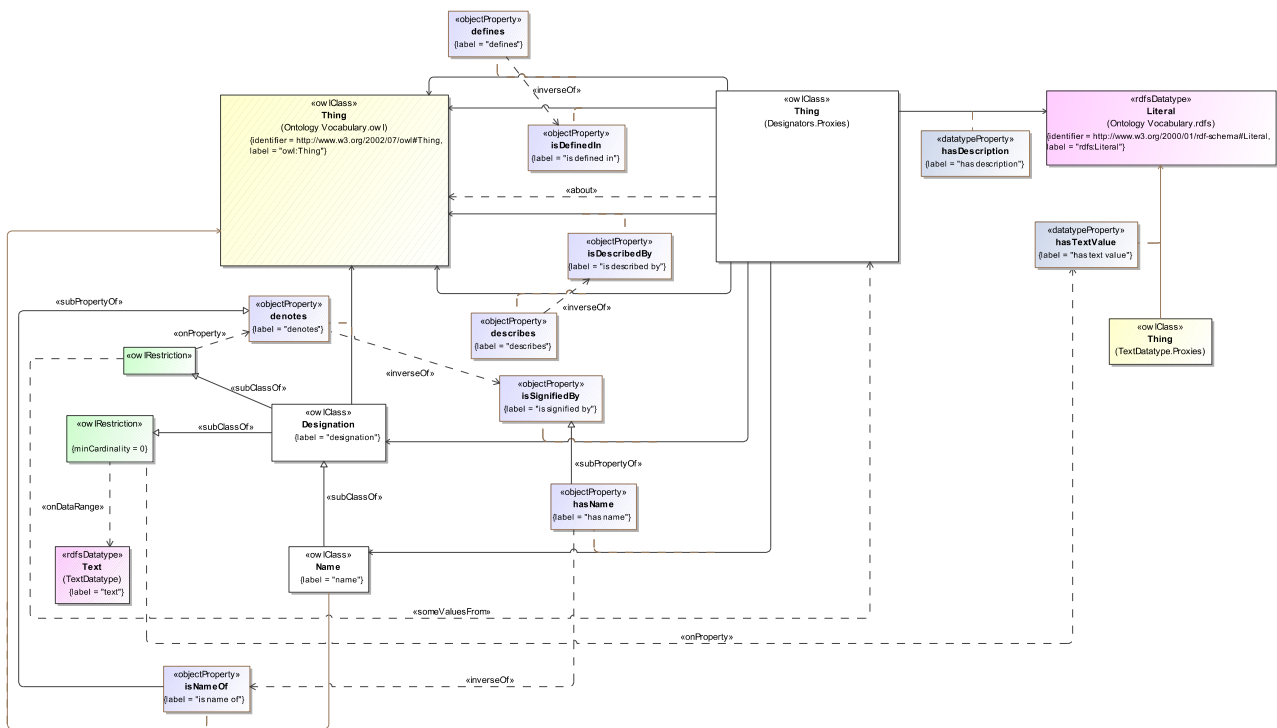 «objectProperty»
defines
{label = "defines"}
«inverseOf»
«owlClass»
Thing
(Ontology Vocabulary.owl)
{identifier = http://www.w3.org/2002/07/owl#Thing,
label = "owl:Thing"}
«objectProperty»
isDefinedIn
{label = "is defined in"}
«owlClass»
Thing
(Designators.Proxies)
«rdfsDatatype»
Literal
(Ontology Vocabulary.rdfs)
{identifier = http://www.w3.org/2000/01/rdf-schema#Literal,
label = "rdfs:Literal"}
«datatypeProperty»
hasDescription
{label = "has description"}
«about»
«objectProperty»
isDescribedBy
{label = "is described by"}
«inverseOf»
«datatypeProperty»
hasTextValue
{label = "has text value"}
«subPropertyOf»
«objectProperty»
denotes
{label = "denotes"}
«objectProperty»
describes
{label = "describes"}
«owlClass»
Thing
(TextDatatype.Proxies)
«onProperty»
«owlRestriction»
«inverseOf»
«subClassOf»
«objectProperty»
isSignifiedBy
{label = "is signified by"}
«owlClass»
Designation
{label = "designation"}
«owlRestriction»
{minCardinality = 0}
«subClassOf»
«subPropertyOf»
«subClassOf»
«objectProperty»
hasName
{label = "has name"}
«onDataRange»
«rdfsDatatype»
Text
(TextDatatype)
{label = "text"}
«owlClass»
Name
{label = "name"}
«someValuesFrom»
«onProperty»
«objectProperty»
isNameOf
{label = "is name of"}
«inverseOf»